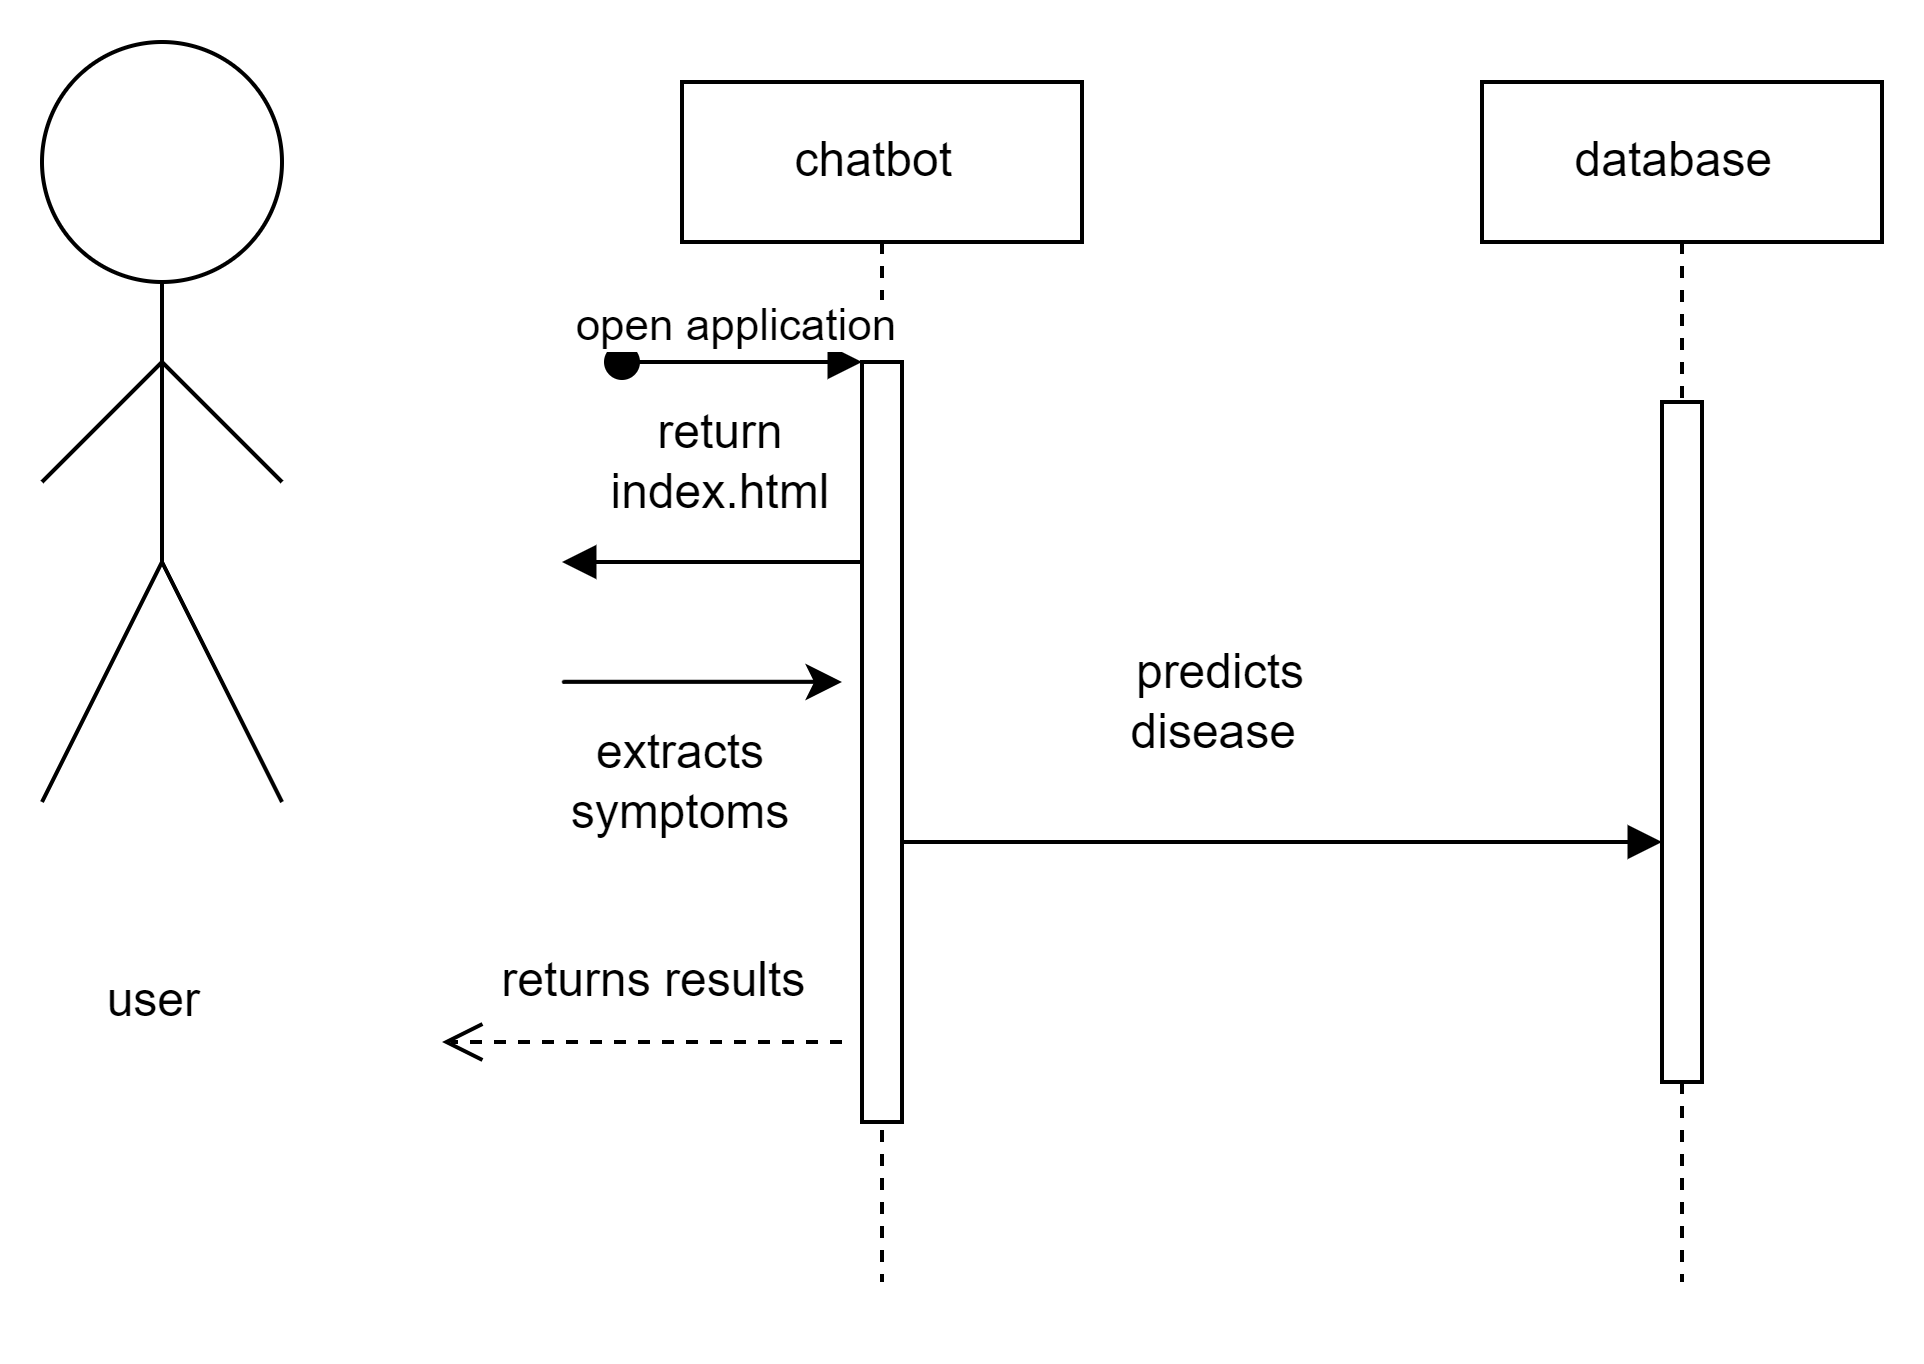 chatbot
database
open application
return
index.html
predicts
disease
extracts
symptoms
returns results
user